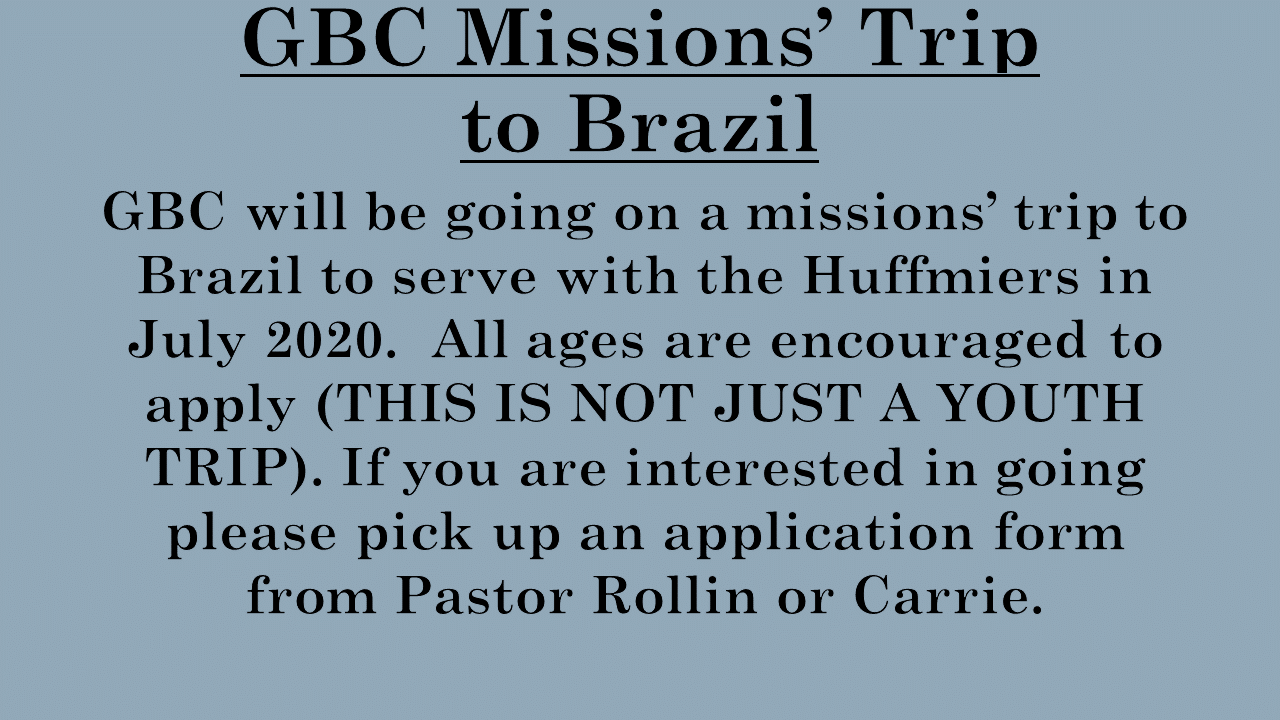 GBC Missions’ Trip
to Brazil
GBC will be going on a missions’ trip to
Brazil to serve with the Huffmiers in
July 2020.  All ages are encouraged to
apply (THIS IS NOT JUST A YOUTH
TRIP). If you are interested in going
please pick up an application form
from Pastor Rollin or Carrie.